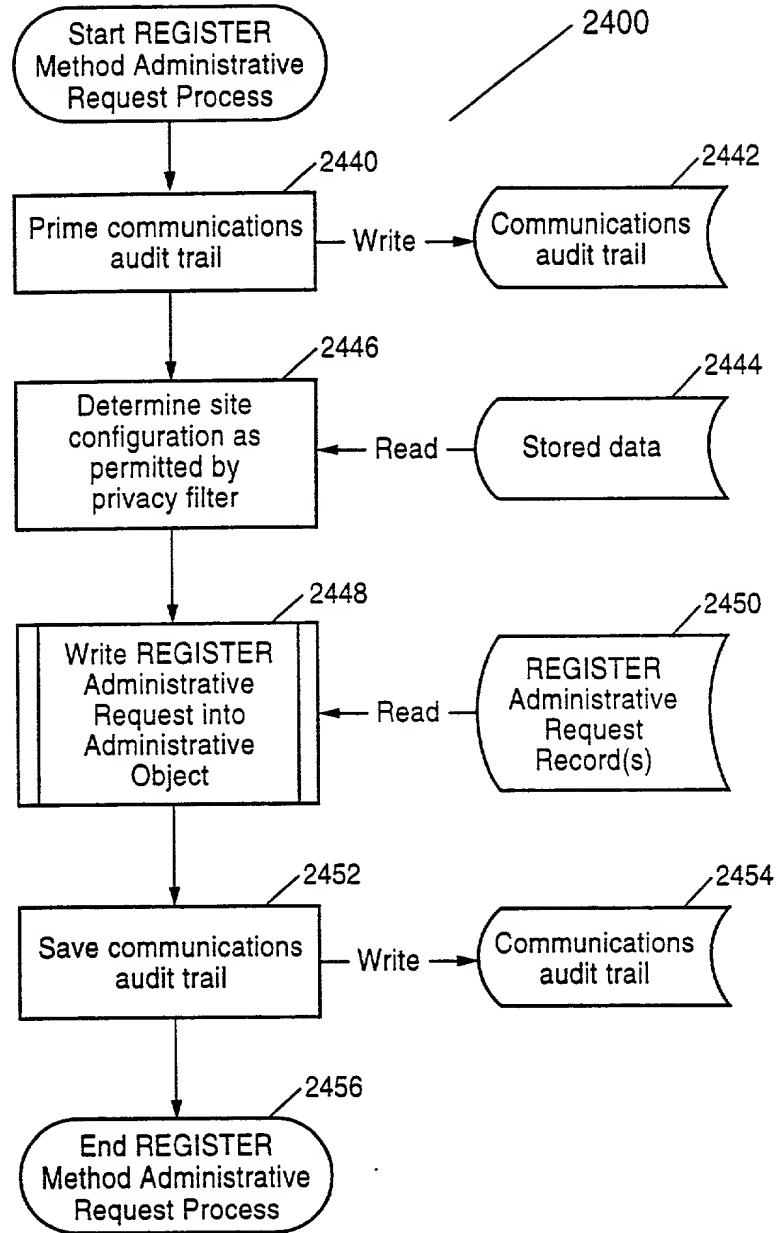 Start REGISTER
Method Administrative
Request Process
2400
2440
Prime communications
audit trail
Write
2442
Communications
audit trail
2446
Determine site
configuration as
permitted by
privacy filter
Read
2444
Stored data
2448
Write REGISTER
Administrative
Request into
Administrative
Object
Read
2450
REGISTER
Administrative
Request
Record(s)
2452
Save communications
audit trail
Write
2454
Communications
audit trail
2456
End REGISTER
Method Administrative
Request Process